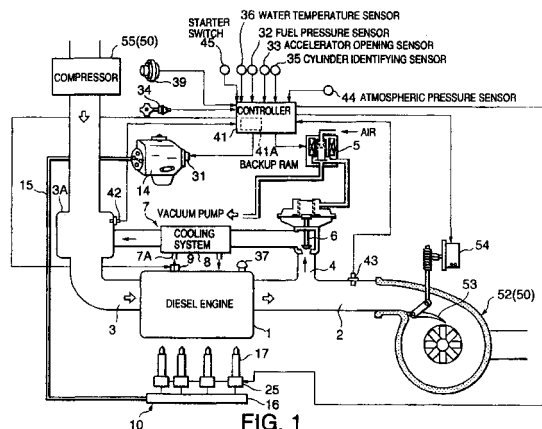 36 WATER TEMPERATURE SENSOR
32 FUEL PRESSURE SENSOR
33 ACCELERATOR OPENING SENSOR
35 CYLINDER IDENTIFYING SENSOR
STARTER
SWITCH
45
55(50)
COMPRESSOR
39
34
44 ATMOSPHERIC PRESSURE SENSOR
CONTROLLER
41
41A
BACKUP RAM
AIR
5
15
3A
42
14
31
VACUUM PUMP
7
COOLING
SYSTEM
7A
9
8
37
6
4
43
54
53
52(50)
DIESEL ENGINE
3
1
2
17
25
16
10
FIG. 1